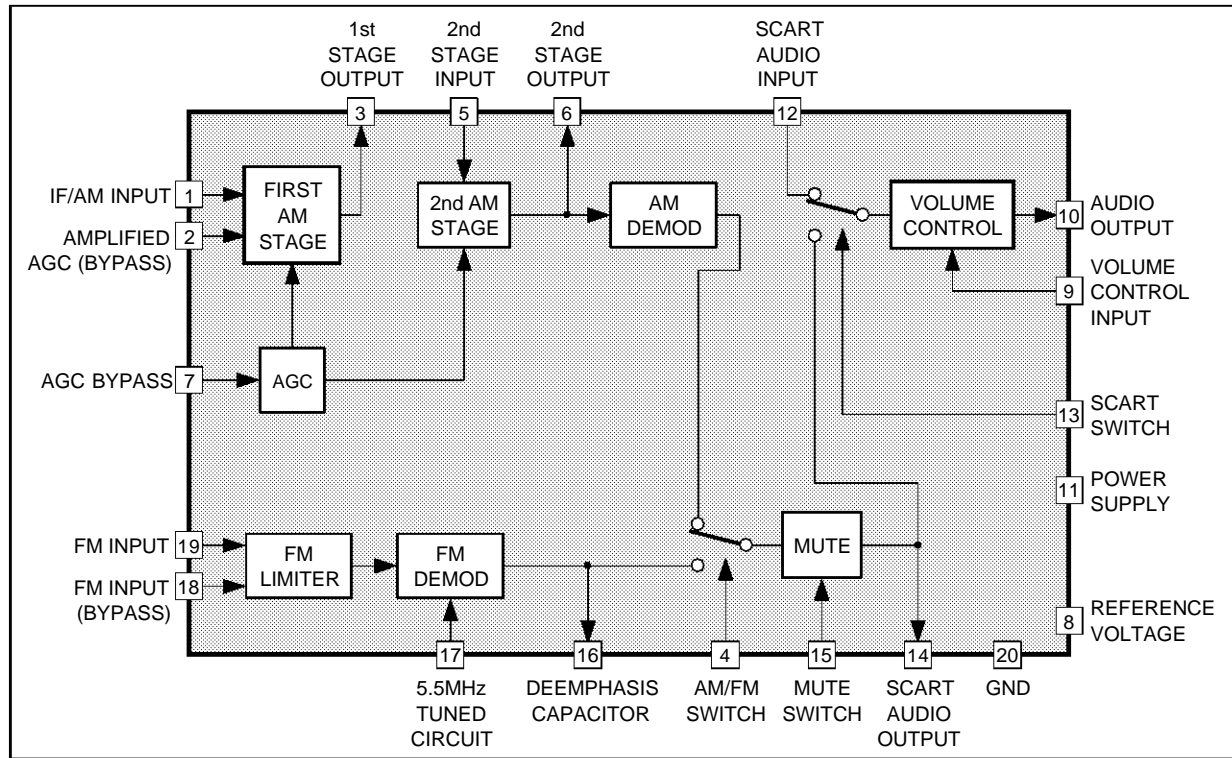 1st
STAGE
OUTPUT
2nd
STAGE
INPUT
2nd
STAGE
OUTPUT
SCART
AUDIO
INPUT
3
5
6
12
IF/AM INPUT
1
AMPLIFIED
AGC (BYPASS)
2
FIRST
AM
STAGE
2nd AM
STAGE
AM
DEMOD
VOLUME
CONTROL
10
AUDIO
OUTPUT
9
VOLUME
CONTROL
INPUT
AGC BYPASS
7
AGC
13
SCART
SWITCH
11
POWER
SUPPLY
FM INPUT
19
FM INPUT
(BYPASS)
18
FM
LIMITER
FM
DEMOD
MUTE
8
REFERENCE
VOLTAGE
17
16
4
15
14
20
5.5MHz
TUNED
CIRCUIT
DEEMPHASIS
CAPACITOR
AM/FM
SWITCH
MUTE
SWITCH
SCART
AUDIO
OUTPUT
GND